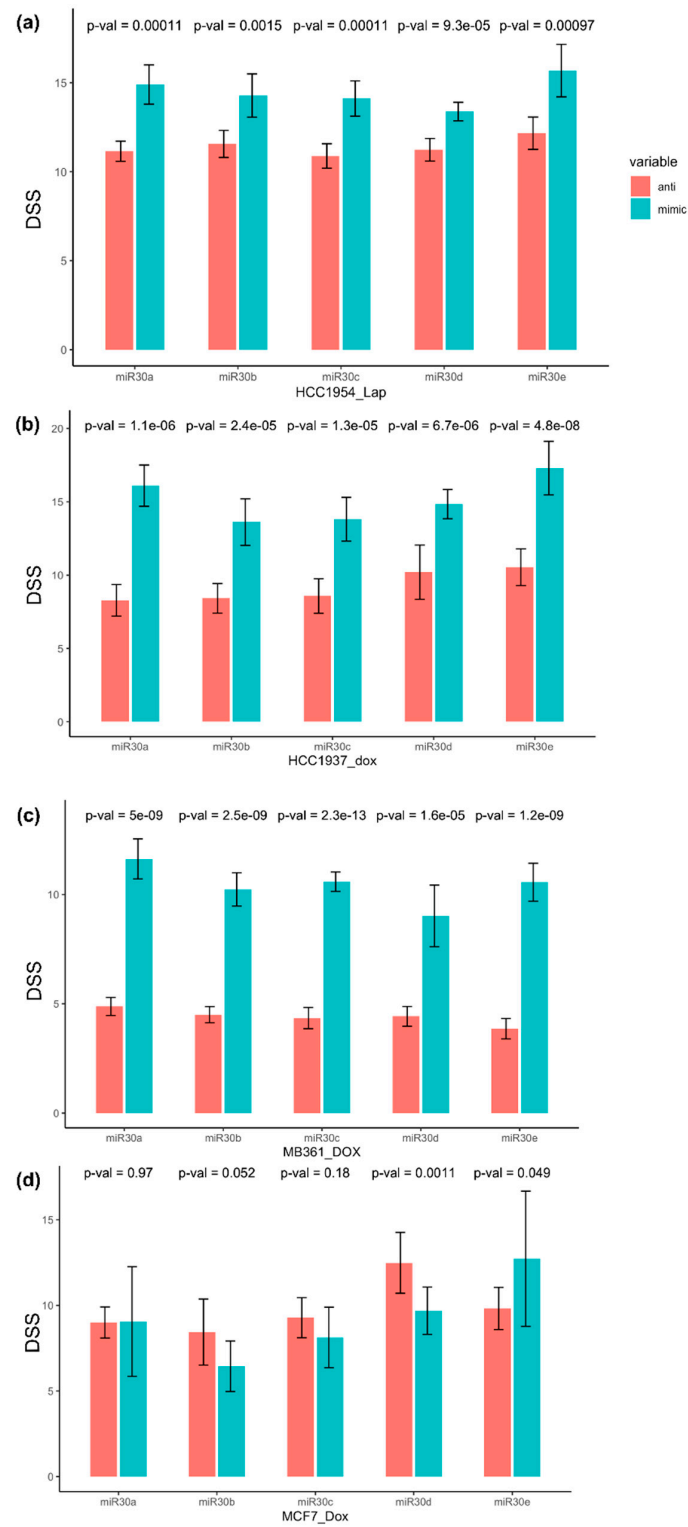 (a)
p-val = 0.00011 p-val = 0.0015 p-val = 0.00011 p-val = 9.3e-05 p-val = 0.00097
15
10
5
0
DSS
variable
anti
mimic
miR30a miR30b miR30c miR30d miR30e
HCC1954_Lap
(b)
20
p-val = 1.1e-06 p-val = 2.4e-05 p-val = 1.3e-05 p-val = 6.7e-06 p-val = 4.8e-08
15
10
5
0
DSS
miR30a miR30b miR30c miR30d miR30e
HCC1937_dox
(c)
p-val = 5e-09 p-val = 2.5e-09 p-val = 2.3e-13 p-val = 1.6e-05 p-val = 1.2e-09
10
5
0
DSS
miR30a miR30b miR30c miR30d miR30e
MB361_DOX
(d)
p-val = 0.97 p-val = 0.052 p-val = 0.18 p-val = 0.0011 p-val = 0.049
15
10
5
0
DSS
miR30a miR30b miR30c miR30d miR30e
MCF7_Dox